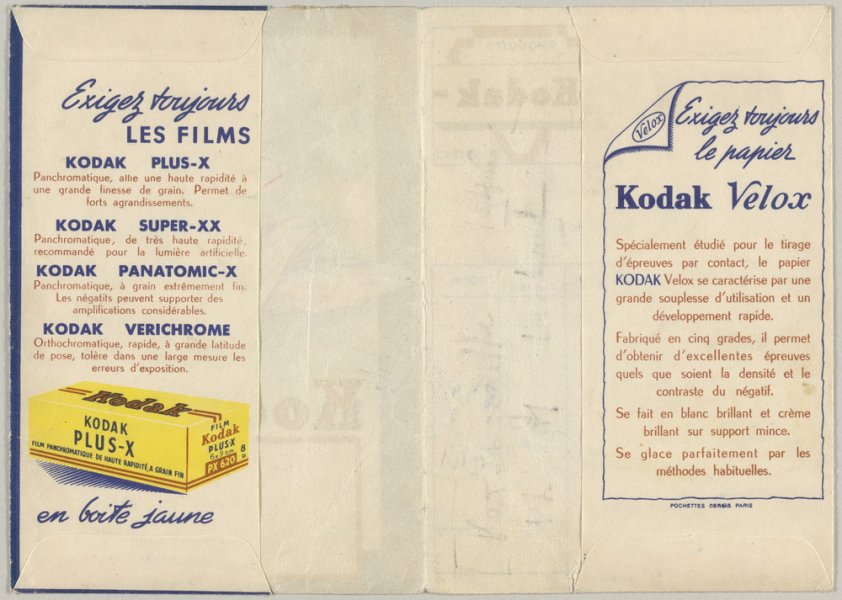 Exigez toujours
LES FILMS
KODAK PLUS-X
Panchromatique, allie une haute rapidité à
une grande finesse de grain. Permet de
forts agrandissements.
KODAK SUPER-XX
Panchromatique, de très haute rapidité,
recommandé pour la lumière artificielle.
KODAK PANATOMIC-X
Panchromatique, à grain extrêmement fin.
Les négatifs peuvent supporter des
amplifications considérables.
KODAK VERICHROME
Orthochromatique, rapide, à grande latitude
de pose, tolère dans une large mesure les
erreurs d'exposition.
Kodak
KODAK
PLUS-X
FILM PANCHROMATIQUE DE HAUTE RAPIDITÉ, A GRAIN FIN
FILM
Kodak
PLUS-X
6x9 cm 8
PX 620
en boîte jaune
Kodak
Kodak
Velox
Exigez toujours
le papier
Kodak Velox
Spécialement étudié pour le tirage
d'épreuves par contact, le papier
KODAK Velox se caractérise par une
grande souplesse d'utilisation et un
développement rapide.
Fabriqué en cinq grades, il permet
d'obtenir d'excellentes épreuves
quels que soient la densité et le
contraste du négatif.
Se fait en blanc brillant et crème
brillant sur support mince.
Se glace parfaitement par les
méthodes habituelles.
POCHETTES PARIS